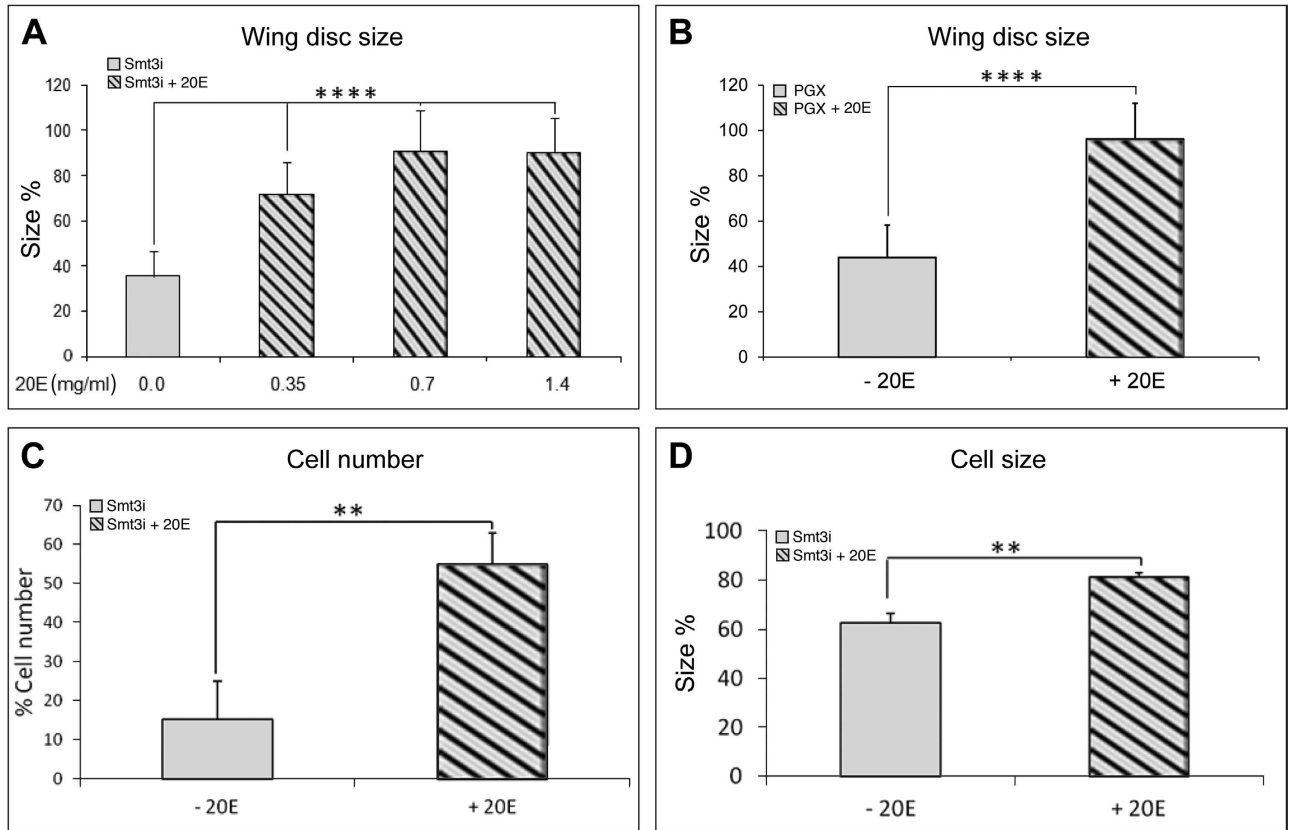 A
Wing disc size
Smt3i
Smt3i + 20E
****
120
100
80
60
40
20
0
Size %
20E (mg/ml) 0.0 0.35 0.7 1.4
B
Wing disc size
PGX
PGX + 20E
****
120
100
80
60
40
20
0
Size %
- 20E + 20E
C
Cell number
Smt3i
Smt3i + 20E
**
70
60
50
40
30
20
10
0
% Cell number
- 20E + 20E
D
Cell size
Smt3i
Smt3i + 20E
**
100
80
60
40
20
0
Size %
- 20E + 20E